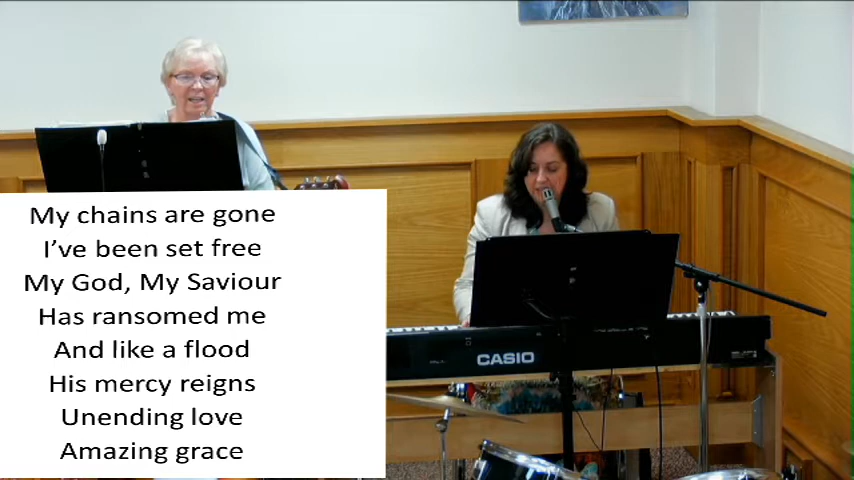 My chains are gone
I've been set free
My God, My Saviour
Has ransomed me
And like a flood
His mercy reigns
Unending love
Amazing grace
CASIO